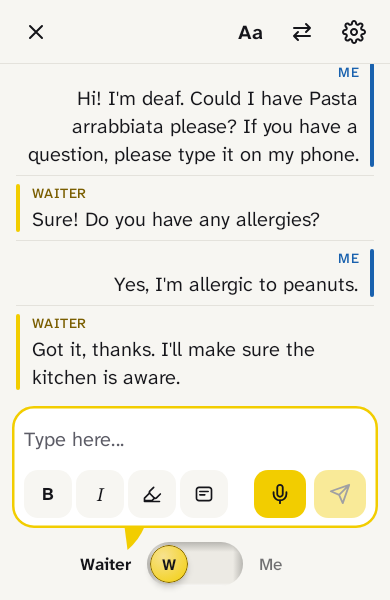 Aa
ME
Hi! I'm deaf. Could I have Pasta
arrabbiata please? If you have a
question, please type it on my phone.
WAITER
Sure! Do you have any allergies?
ME
Yes, I'm allergic to peanuts.
WAITER
Got it, thanks. I'll make sure the
kitchen is aware.
Type here...
B I
Waiter W Me